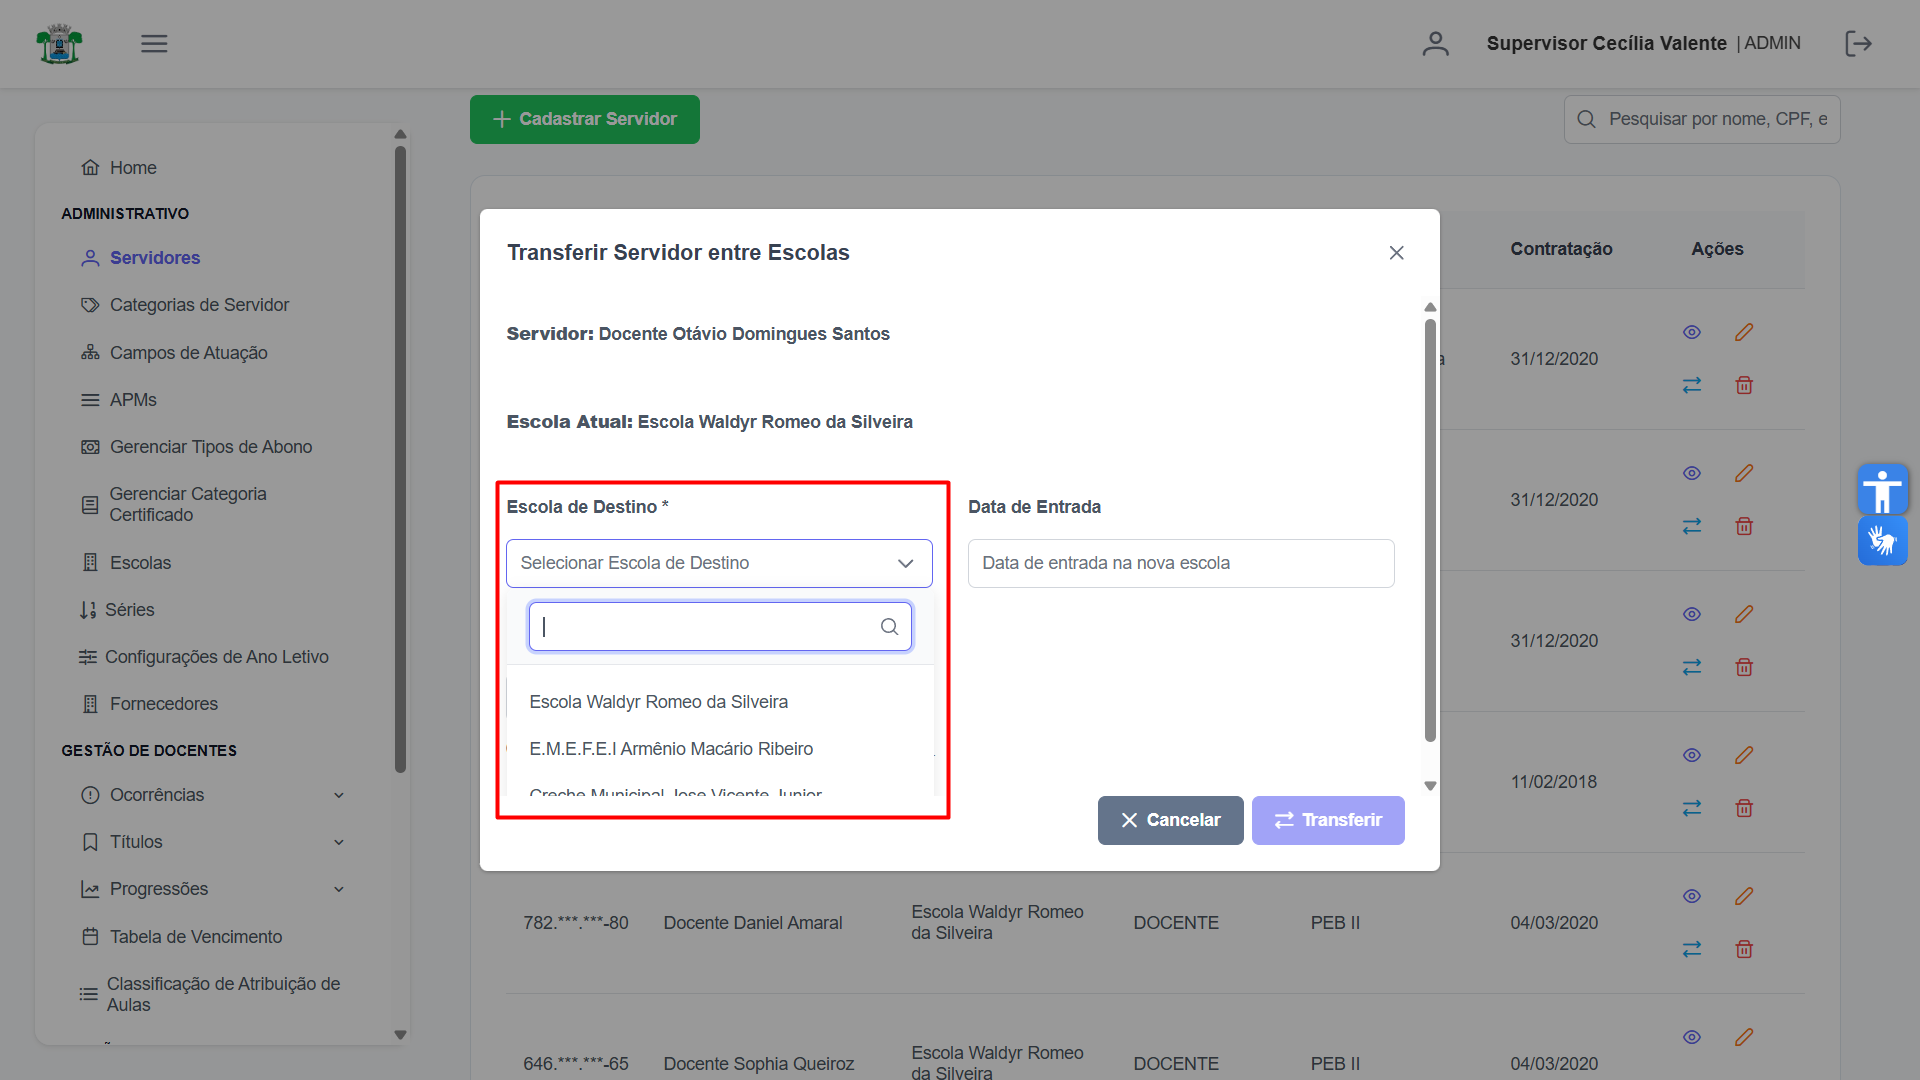 Supervisor Cecília Valente | ADMIN
Cadastrar Servidor
Pesquisar por nome, CPF, e
Home
ADMINISTRATIVO
Servidores
Categorias de Servidor
Campos de Atuação
APMs
Gerenciar Tipos de Abono
Gerenciar Categoria
Certificado
Escolas
Séries
Configurações de Ano Letivo
Fornecedores
GESTÃO DE DOCENTES
Ocorrências
Títulos
Progressões
Tabela de Vencimento
Classificação de Atribuição de
Aulas
Transferir Servidor entre Escolas
Servidor: Docente Otávio Domingues Santos
Escola Atual: Escola Waldyr Romeo da Silveira
Escola de Destino *
Data de Entrada
Selecionar Escola de Destino
Data de entrada na nova escola
Escola Waldyr Romeo da Silveira
E.M.E.F.E.I Armênio Macário Ribeiro
Creche Municipal Jose Vicente Junior
Cancelar
Transferir
Contratação
Ações
a
31/12/2020
31/12/2020
31/12/2020
11/02/2018
782.***.***-80
Docente Daniel Amaral
Escola Waldyr Romeo
da Silveira
DOCENTE
PEB II
04/03/2020
646.***.***-65
Docente Sophia Queiroz
Escola Waldyr Romeo
da Silveira
DOCENTE
PEB II
04/03/2020